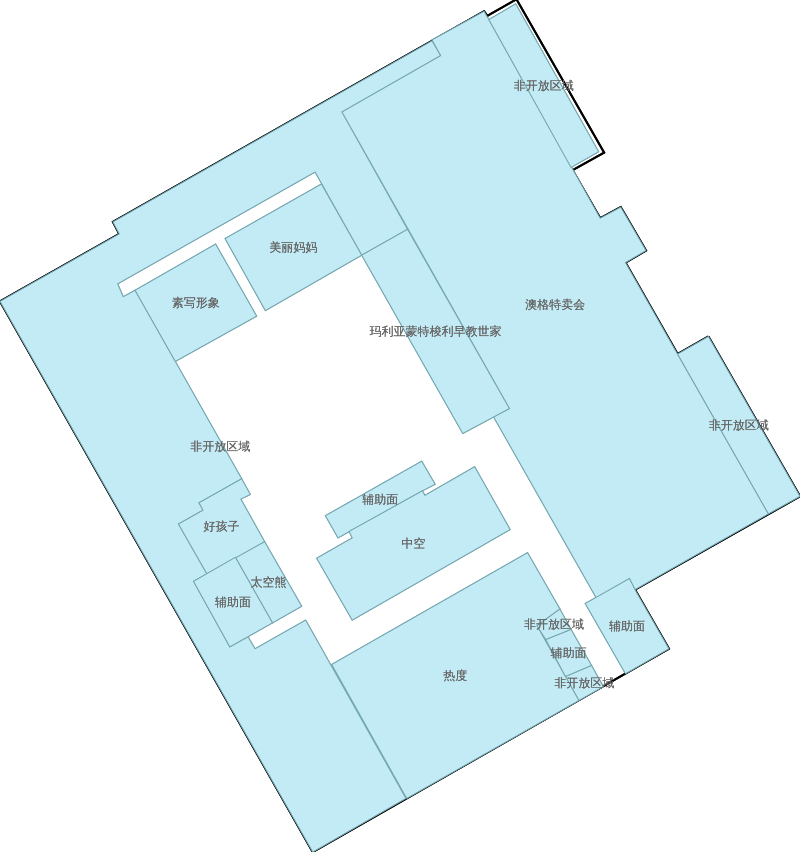 非开放区域
美丽妈妈
素写形象
澳格特卖会
玛利亚蒙特梭利早教世家
非开放区域
非开放区域
辅助面
好孩子
中空
太空熊
辅助面
非开放区域
辅助面
辅助面
热度
非开放区域